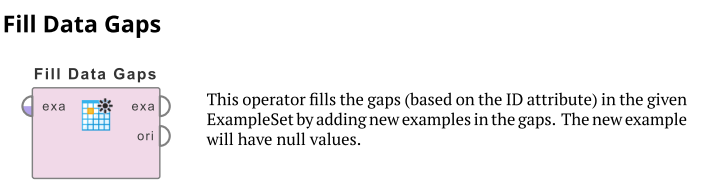 Fill Data Gaps
Fill Data Gaps
exa exa
ori
This operator fills the gaps (based on the ID attribute) in the given
ExampleSet by adding new examples in the gaps. The new example
will have null values.